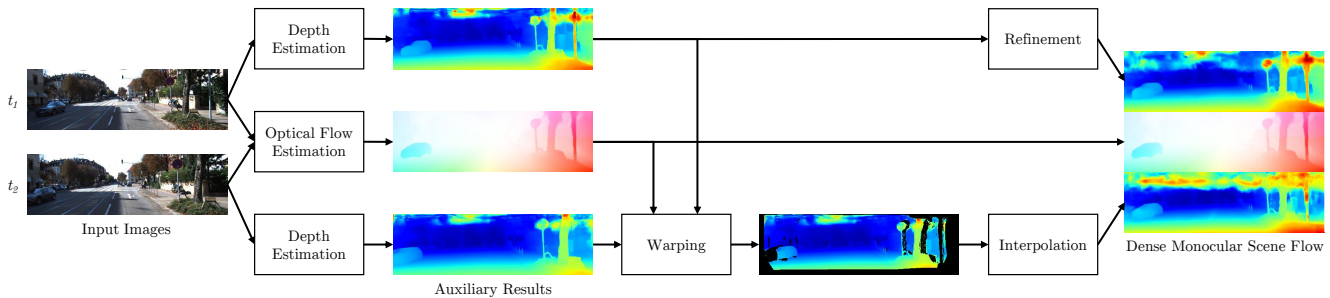 Depth
Estimation
Refinement
t1
Optical Flow
Estimation
t2
Input Images
Depth
Estimation
Warping
Interpolation
Dense Monocular Scene Flow
Auxiliary Results